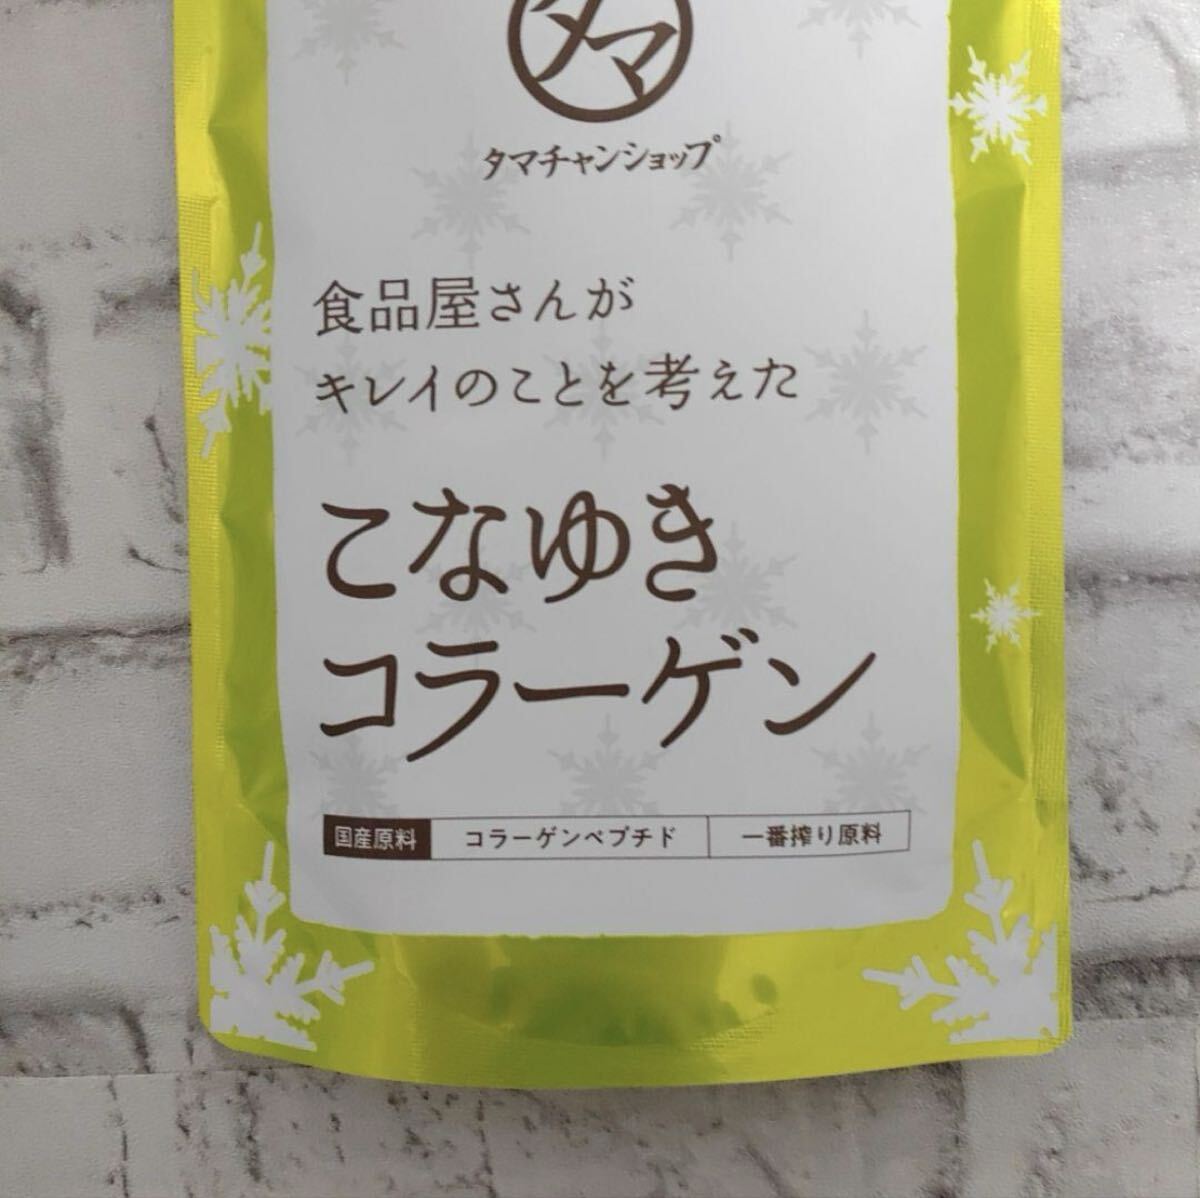 タマ
タマチャンショップ
食品屋さんが
キレイのことを考えた
こなゆき
コラーゲン
国産原料 コラーゲンペプチド 一番搾り原料